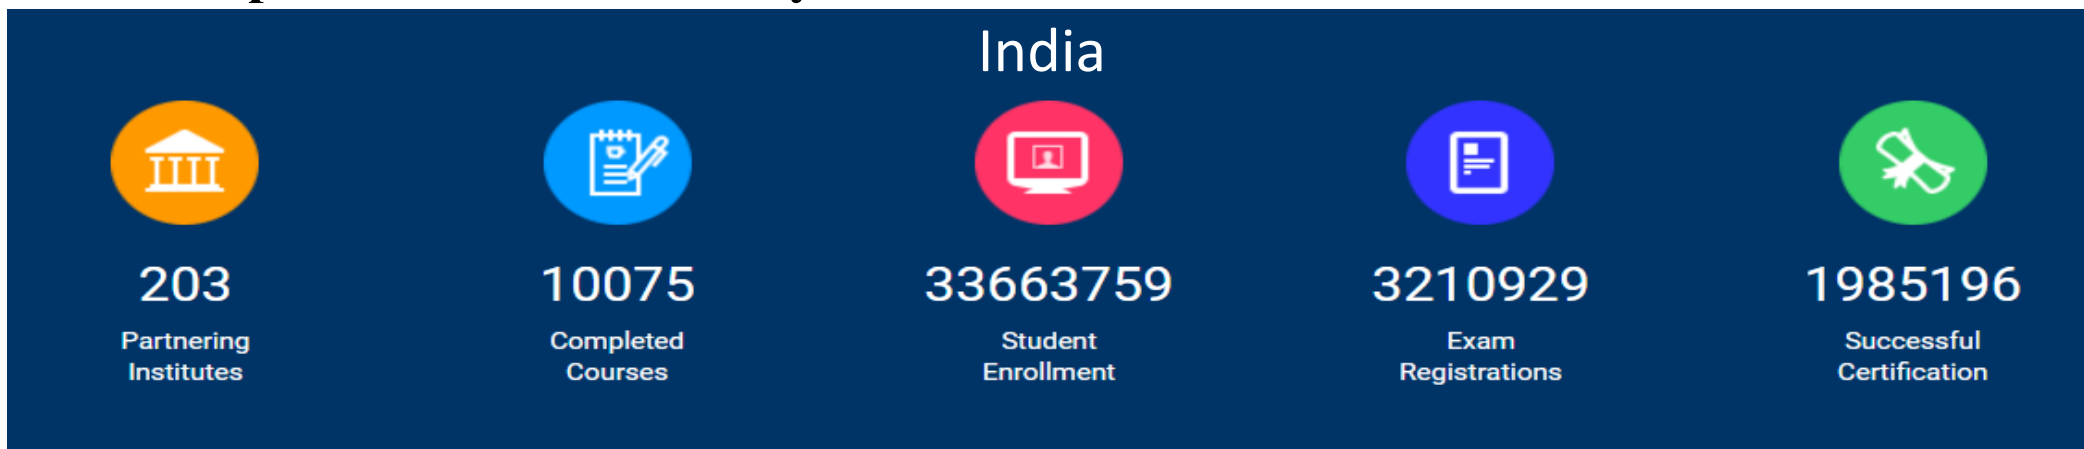 India
203
Partnering
Institutes
10075
Completed
Courses
33663759
Student
Enrollment
3210929
Exam
Registrations
1985196
Successful
Certification